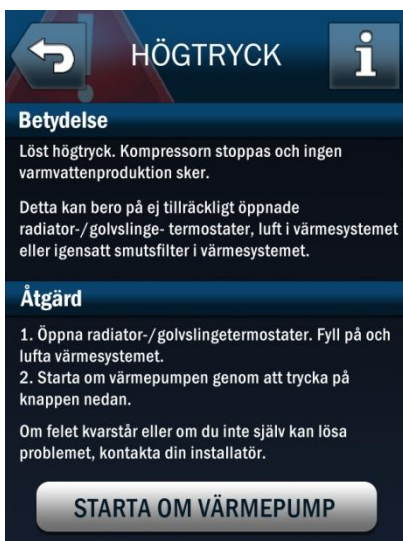 HÖGTRYCK
Betydelse
Löst högtryck. Kompressorn stoppas och ingen
varmvattenproduktion sker.
Detta kan bero på ej tillräckligt öppnade
radiator-/golvslinge- termostater, luft i värmesystemet
eller igensatt smutsfilter i värmesystemet.
Åtgärd
1. Öppna radiator-/golvslingetermostater. Fyll på och
lufta värmesystemet.
2. Starta om värmepumpen genom att trycka på
knappen nedan.
Om felet kvarstår eller om du inte själv kan lösa
problemet, kontakta din installatör.
STARTA OM VÄRMEPUMP